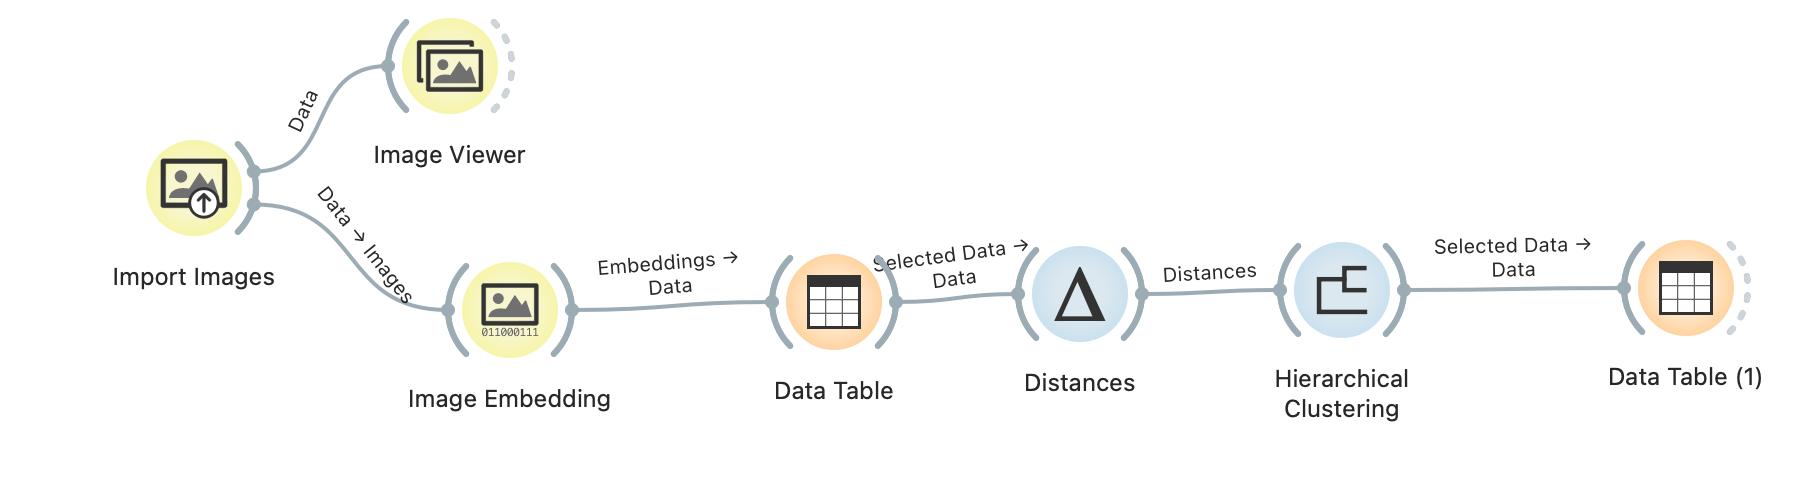 Data
Image Viewer
Import Images
Data → Images
011000111
Image Embedding
Embeddings →
Data
Data Table
Selected Data →
Data
Distances
Distances
Hierarchical
Clustering
Selected Data →
Data
Data Table (1)